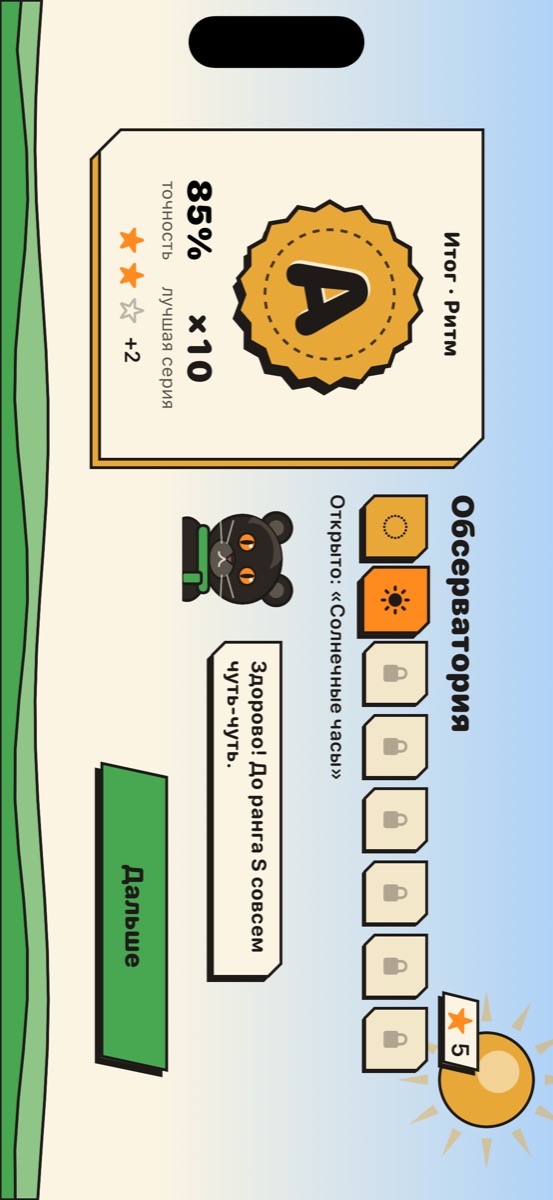 Итог · Ритм
A
85%
×10
точность
лучшая серия
+2
Обсерватория
5
Открыто: «Солнечные часы»
Здорово! До ранга S совсем
чуть-чуть.
Дальше